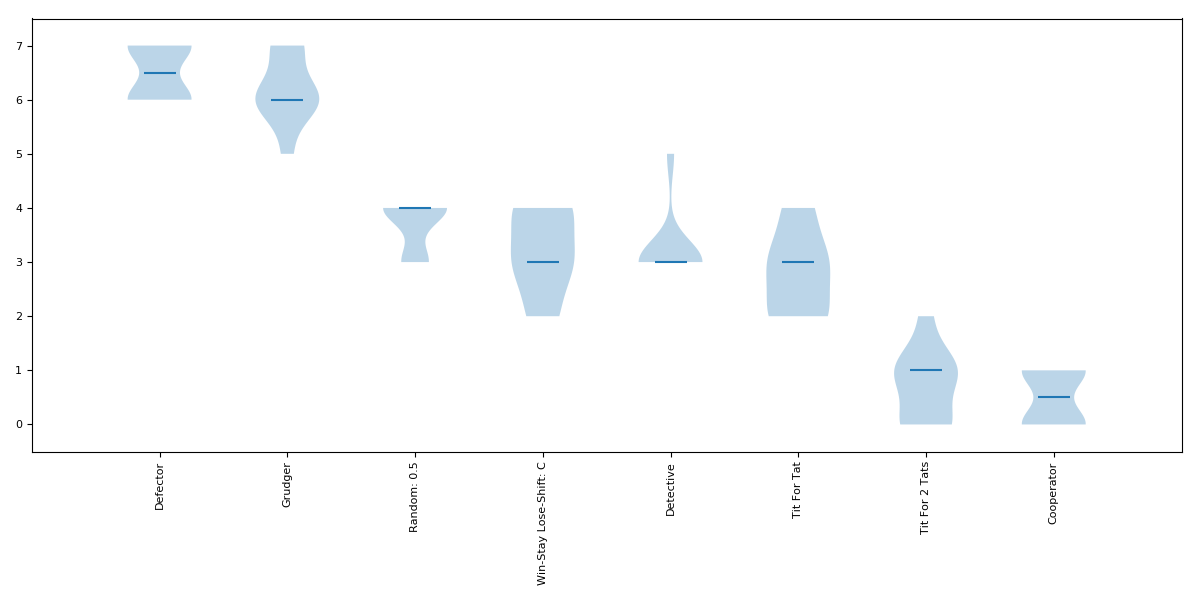 7
6
5
4
3
2
1
0
Defector
Grudger
Random: 0.5
Win-Stay Lose-Shift: C
Detective
Tit For Tat
Tit For 2 Tats
Cooperator